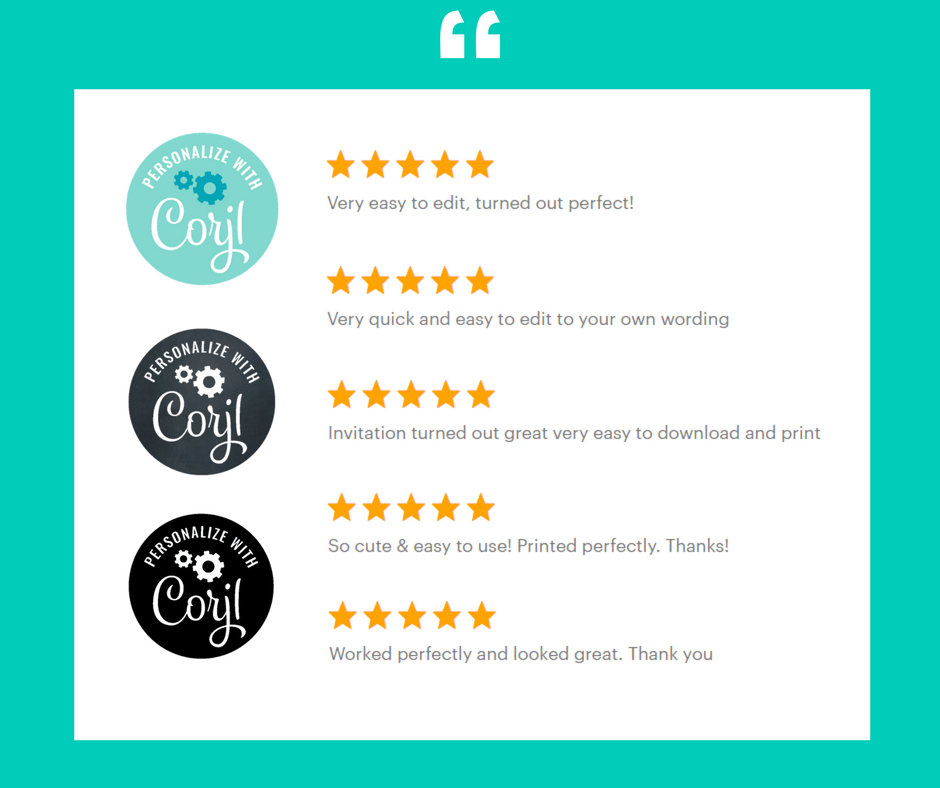 “
PERSONALIZE WITH
Corjl
Very easy to edit, turned out perfect!
Very quick and easy to edit to your own wording
PERSONALIZE WITH
Corjl
Invitation turned out great very easy to download and print
So cute & easy to use! Printed perfectly. Thanks!
PERSONALIZE WITH
Corjl
Worked perfectly and looked great. Thank you